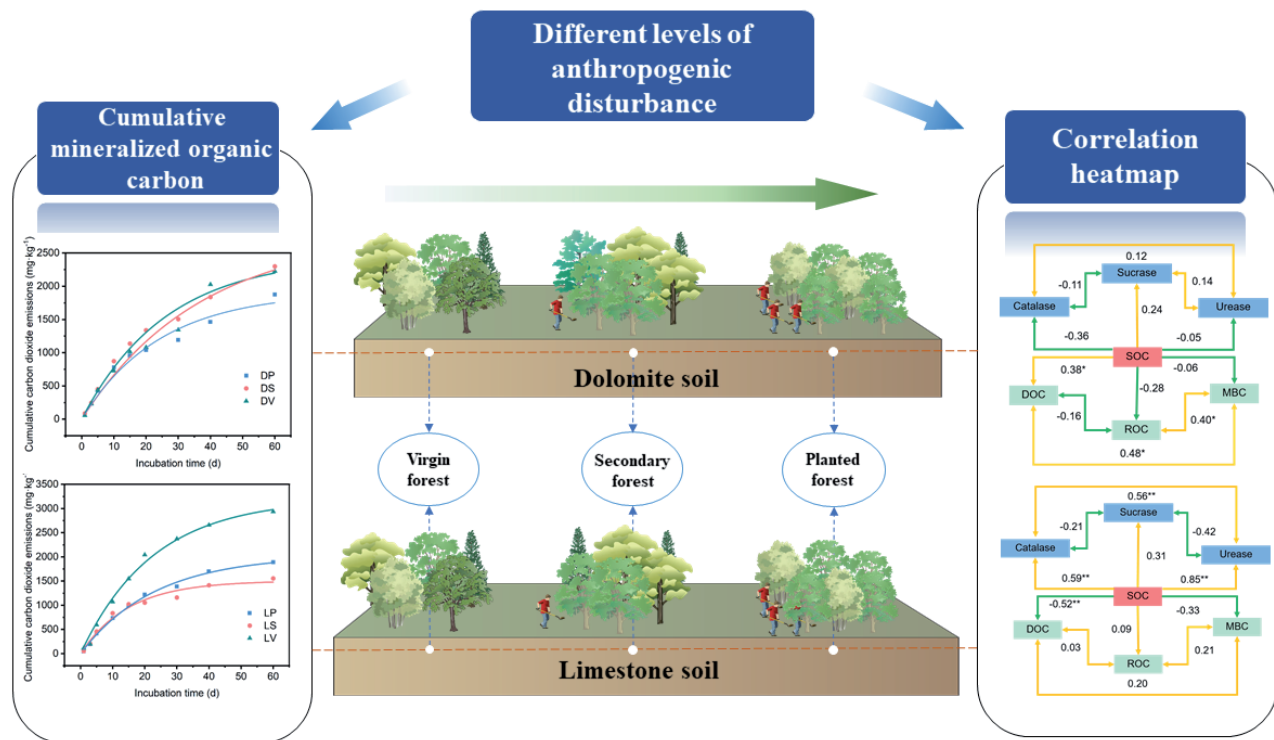 Different levels of
anthropogenic
disturbance
Cumulative
mineralized organic
carbon
Cumulative carbon dioxide emissions (mg·kg⁻¹)
2500
2000
1500
1000
500
0
0 10 20 30 40 50 60
Incubation time (d)
DP
DS
DV
Cumulative carbon dioxide emissions (mg·kg⁻
3500
3000
2500
2000
1500
1000
500
0
0 10 20 30 40 50 60
Incubation time (d)
LP
LS
LV
Dolomite soil
Virgin
forest
Secondary
forest
Planted
forest
Limestone soil
Correlation
heatmap
0.12
Sucrase
-0.11
0.14
Catalase
Urease
0.24
-0.36
-0.05
SOC
0.38*
-0.06
DOC
-0.28
MBC
-0.16
ROC
0.40*
0.48*
0.56**
Sucrase
-0.21
-0.42
Catalase
Urease
0.31
0.59**
0.85**
SOC
-0.52**
-0.33
DOC
0.09
MBC
0.03
ROC
0.21
0.20